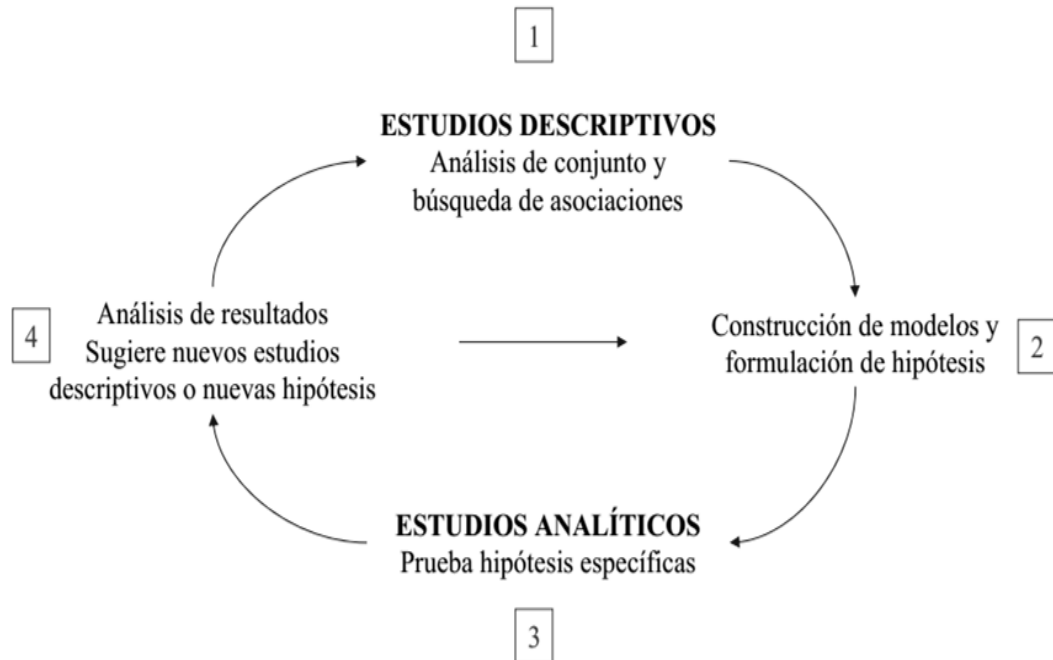 1
ESTUDIOS DESCRIPTIVOS
Análisis de conjunto y
búsqueda de asociaciones
4
Análisis de resultados
Sugiere nuevos estudios
descriptivos o nuevas hipótesis
Construcción de modelos y
formulación de hipótesis
2
ESTUDIOS ANALÍTICOS
Prueba hipótesis específicas
3